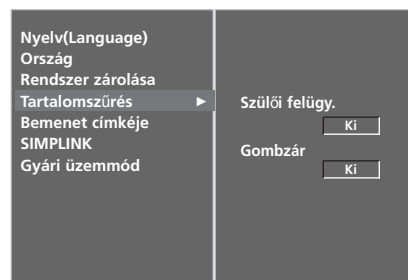 Nyelv(Language)
Ország
Rendszer zárolása
Tartalomszűrés ►
Bemenet címkéje
SIMPLINK
Gyári üzemmód
Szülői felügy.
Ki
Gombzár
Ki